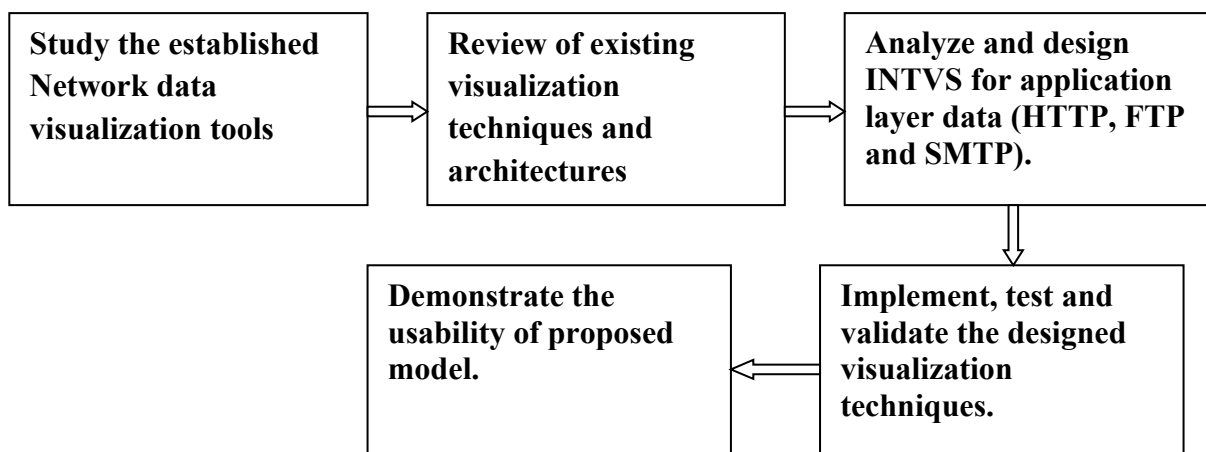 Study the established
Network data
visualization tools
Review of existing
visualization
techniques and
architectures
Analyze and design
INTVS for application
layer data (HTTP, FTP
and SMTP).
Implement, test and
validate the designed
visualization
techniques.
Demonstrate the
usability of proposed
model.